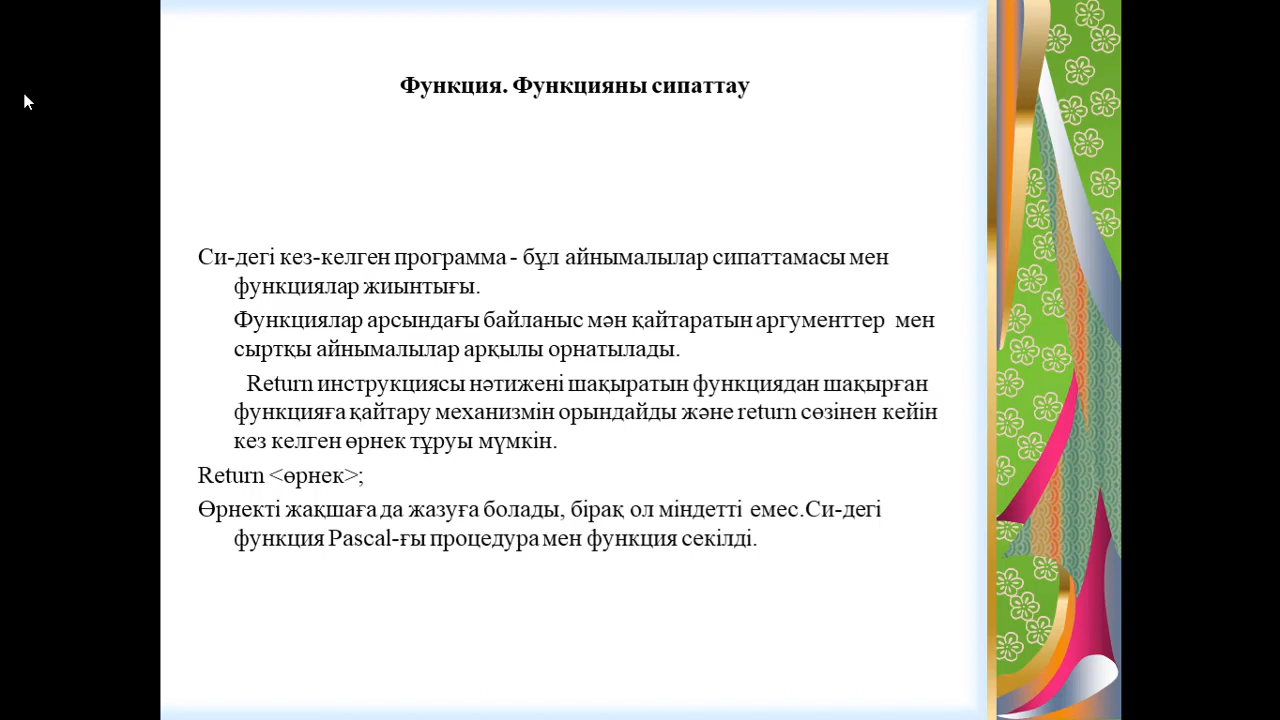 Функция. Функцияны сипаттау
Си-дегі кез-келген программа - бұл айнымалылар сипаттамасы мен
функциялар жиынтығы.
Функциялар арсындағы байланыс мән қайтаратын аргументтер мен
сыртқы айнымалылар арқылы орнатылады.
Return инструкциясы нәтижені шақыратын функциядан шақырған
функцияға қайтару механизмін орындайды және return сөзінен кейін
кез келген өрнек тұруы мүмкін.
Return <өрнек>;
Өрнекті жақшаға да жазуға болады, бірақ ол міндетті емес.Си-дегі
функция Pascal-ғы процедура мен функция секілді.